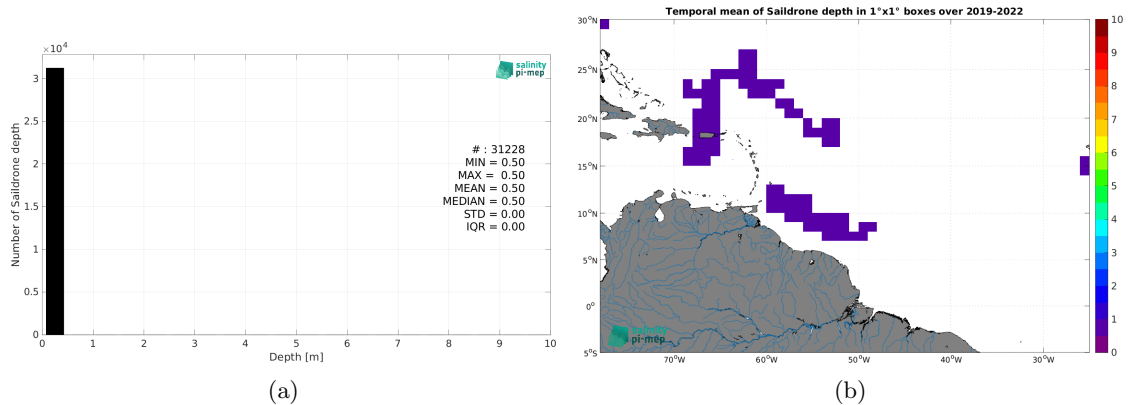 ×10⁴
3
2.5
2
1.5
1
0.5
0
0 1 2 3 4 5 6 7 8 9 10
Number of Saildrone depth
Depth [m]
salinity
pi-mep
# : 31228
MIN = 0.50
MAX = 0.50
MEAN = 0.50
MEDIAN = 0.50
STD = 0.00
IQR = 0.00
(a)
Temporal mean of Saildrone depth in 1°x1° boxes over 2019-2022
30°N
25°N
20°N
15°N
10°N
5°N
0°
5°S
70°W 60°W 50°W 40°W 30°W
salinity
pi-mep
10
9
8
7
6
5
4
3
2
1
0
(b)